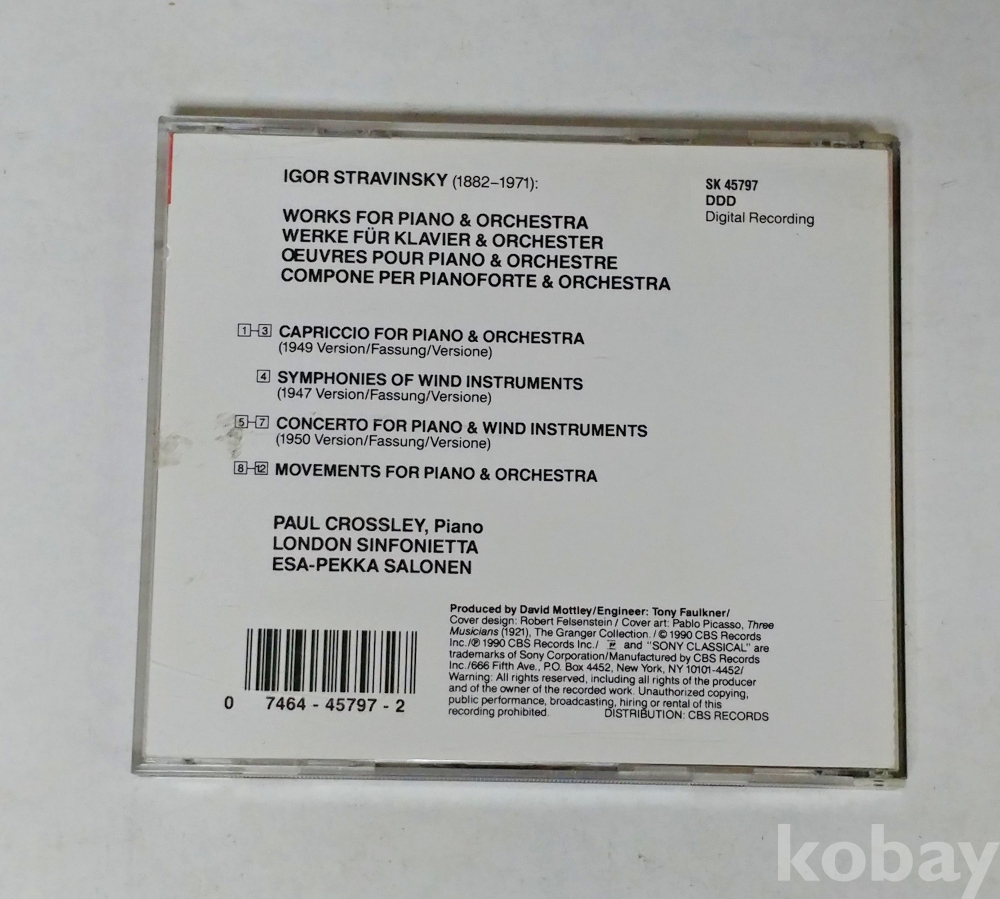 IGOR STRAVINSKY (1882–1971):
SK 45797
DDD
Digital Recording
WORKS FOR PIANO & ORCHESTRA
WERKE FÜR KLAVIER & ORCHESTER
ŒUVRES POUR PIANO & ORCHESTRE
COMPONE PER PIANOFORTE & ORCHESTRA
1–3 CAPRICCIO FOR PIANO & ORCHESTRA
(1949 Version/Fassung/Versione)
4 SYMPHONIES OF WIND INSTRUMENTS
(1947 Version/Fassung/Versione)
5–7 CONCERTO FOR PIANO & WIND INSTRUMENTS
(1950 Version/Fassung/Versione)
8–12 MOVEMENTS FOR PIANO & ORCHESTRA
PAUL CROSSLEY, Piano
LONDON SINFONIETTA
ESA-PEKKA SALONEN
Produced by David Mottley/Engineer: Tony Faulkner/
Cover design: Robert Felsenstein / Cover art: Pablo Picasso, Three
Musicians (1921), The Granger Collection. / © 1990 CBS Records
Inc./℗ 1990 CBS Records Inc./ and "SONY CLASSICAL" are
trademarks of Sony Corporation/Manufactured by CBS Records
Inc./666 Fifth Ave., P.O. Box 4452, New York, NY 10101-4452/
Warning: All rights reserved, including all rights of the producer
and of the owner of the recorded work. Unauthorized copying,
public performance, broadcasting, hiring or rental of this
recording prohibited. DISTRIBUTION: CBS RECORDS
0 7464 - 45797 - 2
kobay